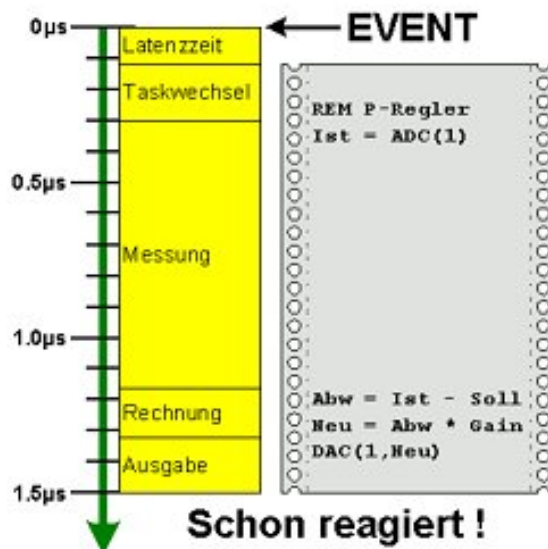 0µs
EVENT
Latenzzeit
Taskwechsel
REM P-Regler
Ist = ADC(1)
0.5µs
Messung
1.0µs
Rechnung
Abw = Ist - Soll
Neu = Abw * Gain
Ausgabe
DAC(1,Neu)
1.5µs
Schon reagiert !